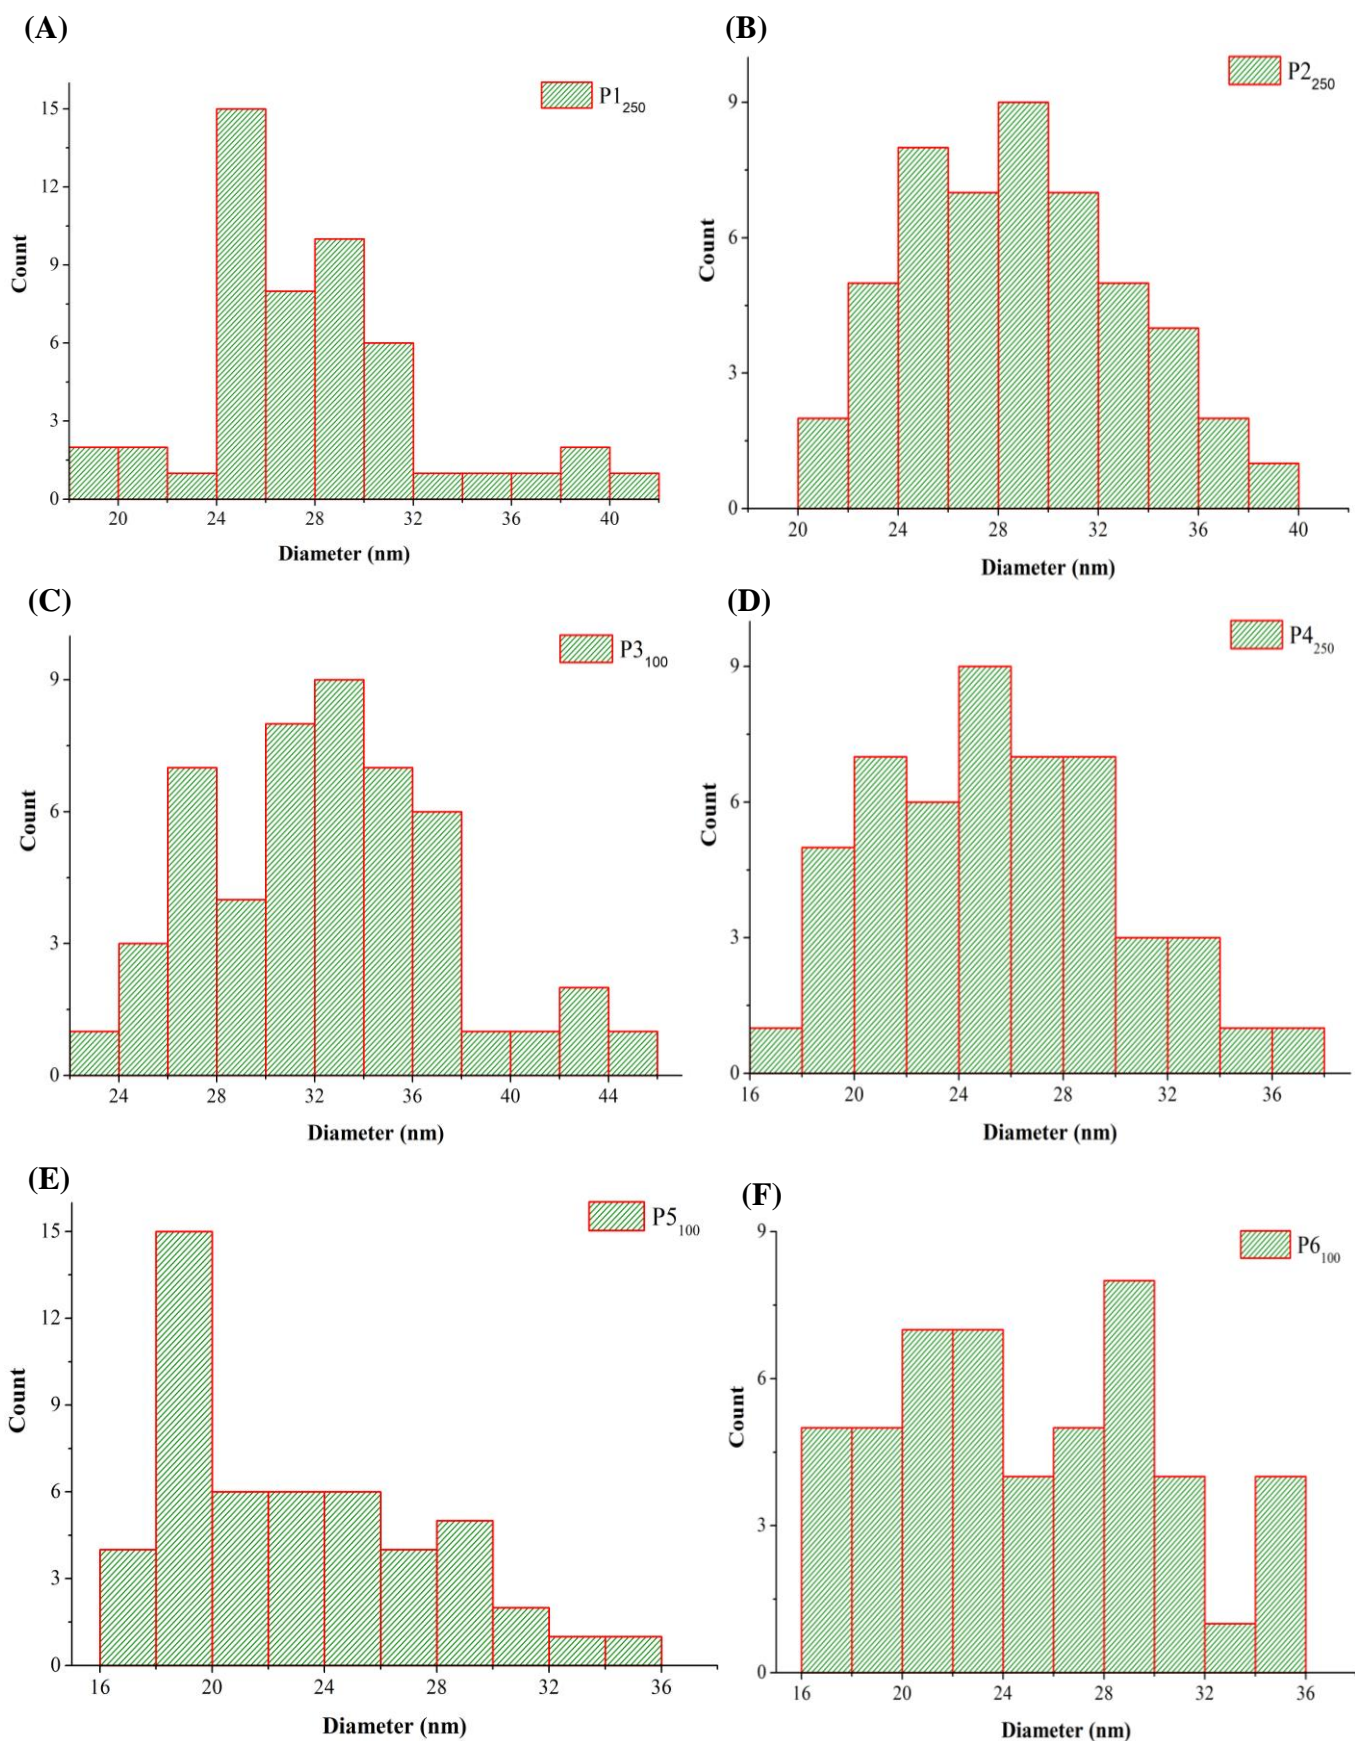 (A)
P1250
15
12
9
6
3
0
Count
20 24 28 32 36 40
Diameter (nm)
(B)
P2250
9
6
3
0
Count
20 24 28 32 36 40
Diameter (nm)
(C)
P3100
9
6
3
0
Count
24 28 32 36 40 44
Diameter (nm)
(D)
P4250
9
6
3
0
Count
16 20 24 28 32 36
Diameter (nm)
(E)
P5100
15
12
9
6
3
0
Count
16 20 24 28 32 36
Diameter (nm)
(F)
P6100
9
6
3
0
Count
16 20 24 28 32 36
Diameter (nm)